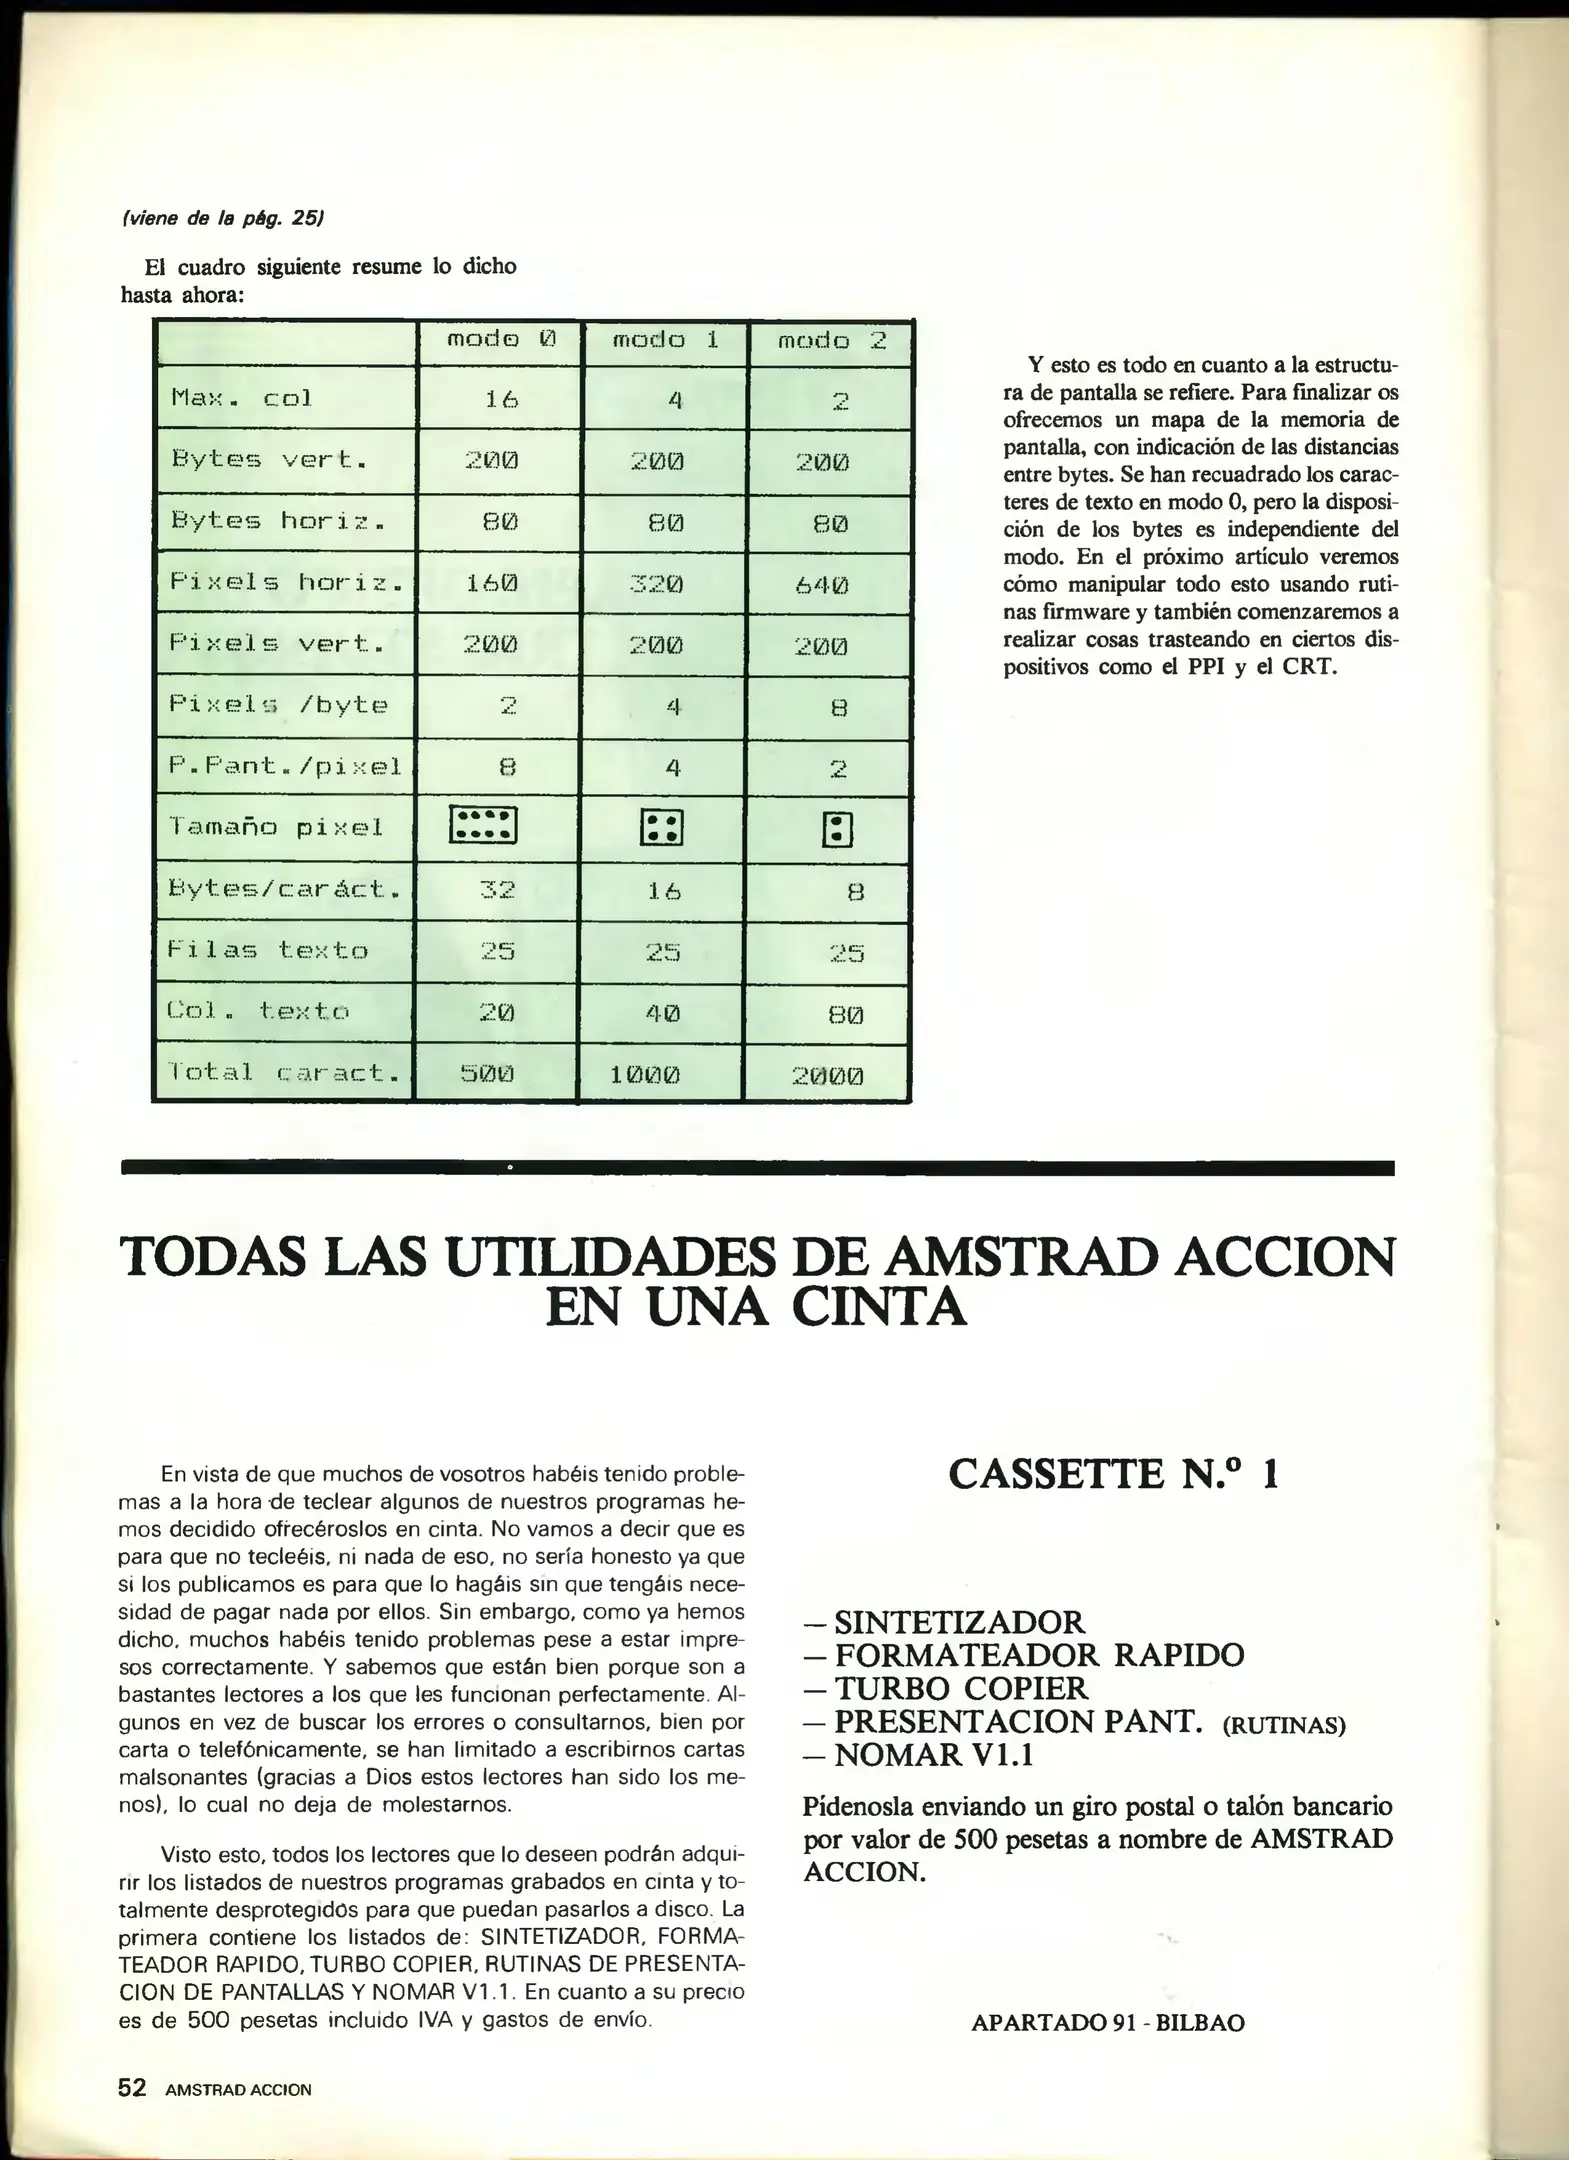 (viene de la pág. 25)
El cuadro siguiente resume lo dicho
hasta ahora:
modo 0 modo 1 modo 2
Max. col 16 4 2
Bytes vert. 200 200 200
Bytes horiz. 80 80 80
Pixels horiz. 160 320 640
Pixels vert. 200 200 200
Pixels /byte 2 4 8
P.Pant./pixel 8 4 2
Tamaño pixel
Bytes/caráct. 32 16 8
Filas texto 25 25 25
Col. texto 20 40 80
Total caract. 500 1000 2000
Y esto es todo en cuanto a la estructu-
ra de pantalla se refiere. Para finalizar os
ofrecemos un mapa de la memoria de
pantalla, con indicación de las distancias
entre bytes. Se han recuadrado los carac-
teres de texto en modo 0, pero la disposi-
ción de los bytes es independiente del
modo. En el próximo artículo veremos
cómo manipular todo esto usando ruti-
nas firmware y también comenzaremos a
realizar cosas trasteando en ciertos dis-
positivos como el PPI y el CRT.
TODAS LAS UTILIDADES DE AMSTRAD ACCION
EN UNA CINTA
En vista de que muchos de vosotros habéis tenido proble-
mas a la hora de teclear algunos de nuestros programas he-
mos decidido ofrecéroslos en cinta. No vamos a decir que es
para que no tecleéis, ni nada de eso, no sería honesto ya que
si los publicamos es para que lo hagáis sin que tengáis nece-
sidad de pagar nada por ellos. Sin embargo, como ya hemos
dicho, muchos habéis tenido problemas pese a estar impre-
sos correctamente. Y sabemos que están bien porque son a
bastantes lectores a los que les funcionan perfectamente. Al-
gunos en vez de buscar los errores o consultarnos, bien por
carta o telefónicamente, se han limitado a escribirnos cartas
malsonantes (gracias a Dios estos lectores han sido los me-
nos), lo cual no deja de molestarnos.
Visto esto, todos los lectores que lo deseen podrán adqui-
rir los listados de nuestros programas grabados en cinta y to-
talmente desprotegidos para que puedan pasarlos a disco. La
primera contiene los listados de: SINTETIZADOR, FORMA-
TEADOR RAPIDO, TURBO COPIER, RUTINAS DE PRESENTA-
CION DE PANTALLAS Y NOMAR V1.1. En cuanto a su precio
es de 500 pesetas incluido IVA y gastos de envío.
CASSETTE N.º 1
— SINTETIZADOR
— FORMATEADOR RAPIDO
— TURBO COPIER
— PRESENTACION PANT. (RUTINAS)
— NOMAR V1.1
Pídenosla enviando un giro postal o talón bancario
por valor de 500 pesetas a nombre de AMSTRAD
ACCION.
APARTADO 91 - BILBAO
52 AMSTRAD ACCION